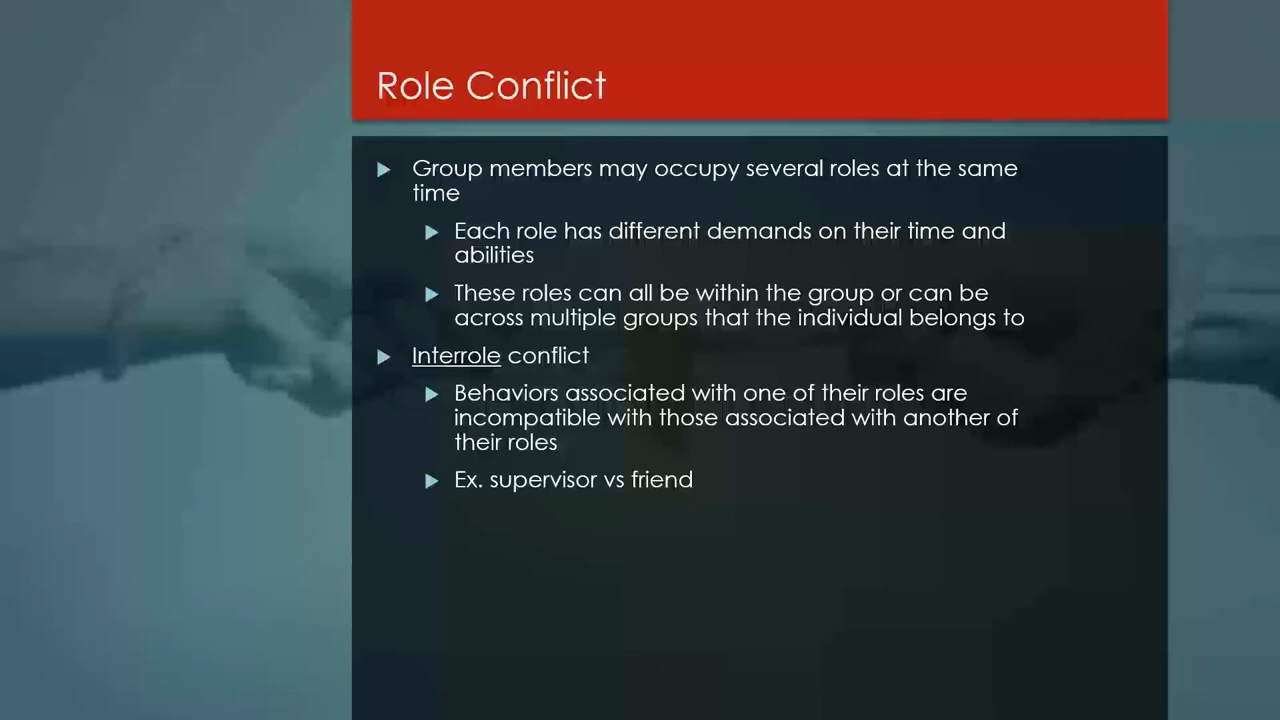 Role Conflict
Group members may occupy several roles at the same
time
Each role has different demands on their time and
abilities
These roles can all be within the group or can be
across multiple groups that the individual belongs to
Interrole conflict
Behaviors associated with one of their roles are
incompatible with those associated with another of
their roles
Ex. supervisor vs friend